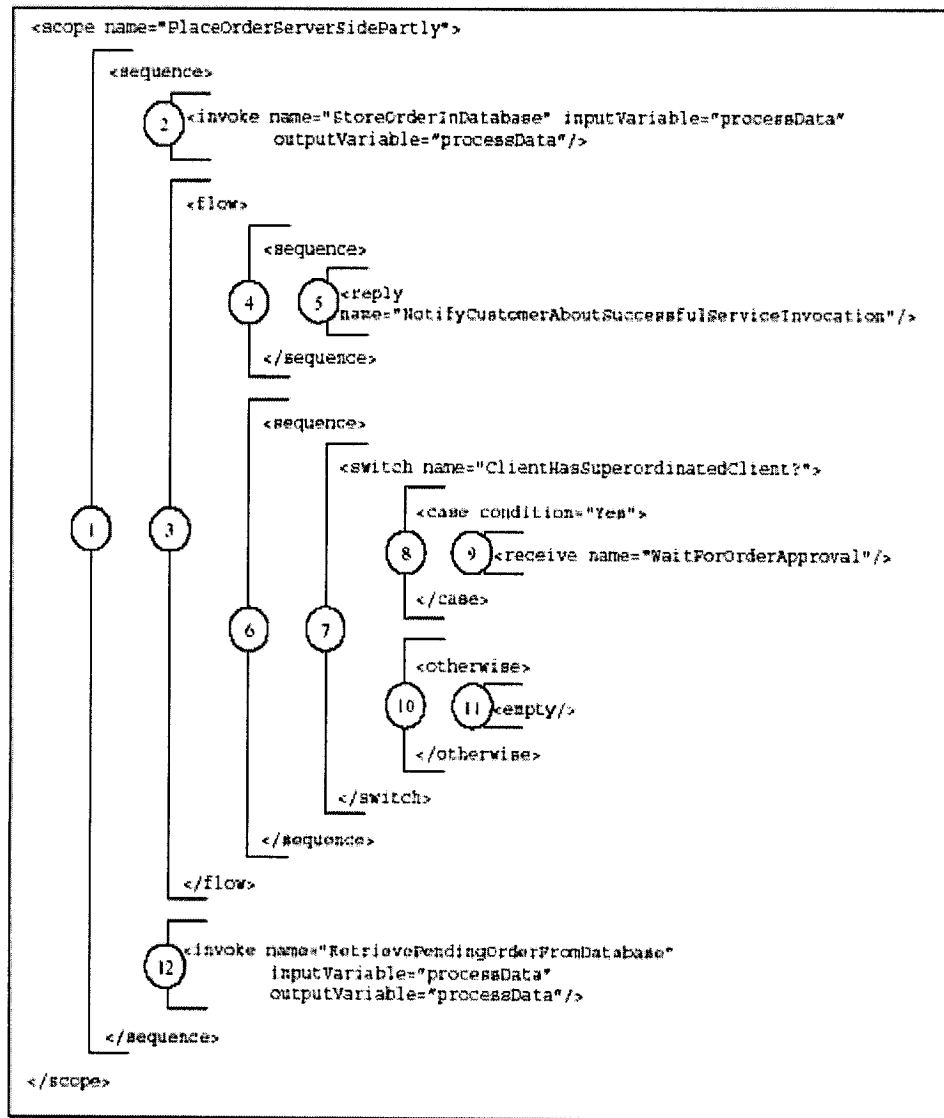 <scope name="PlaceOrderServerSidePartly">
<sequence>
2 <invoke name="StoreOrderInDatabase" inputVariable="processData"
outputVariable="processData"/>
<flow>
<sequence>
4 5 <reply
name="NotifyCustomerAboutSuccessfulServiceInvocation"/>
</sequence>
<sequence>
<switch name="ClientHasSuperordinatedClient?">
<case condition="Yes">
1 3 8 9 <receive name="WaitForOrderApproval"/>
</case>
6 7
<otherwise>
10 11 <empty/>
</otherwise>
</switch>
</sequence>
</flow>
12 <invoke name="RetrievePendingOrderFromDatabase"
inputVariable="processData"
outputVariable="processData"/>
</sequence>
</scope>